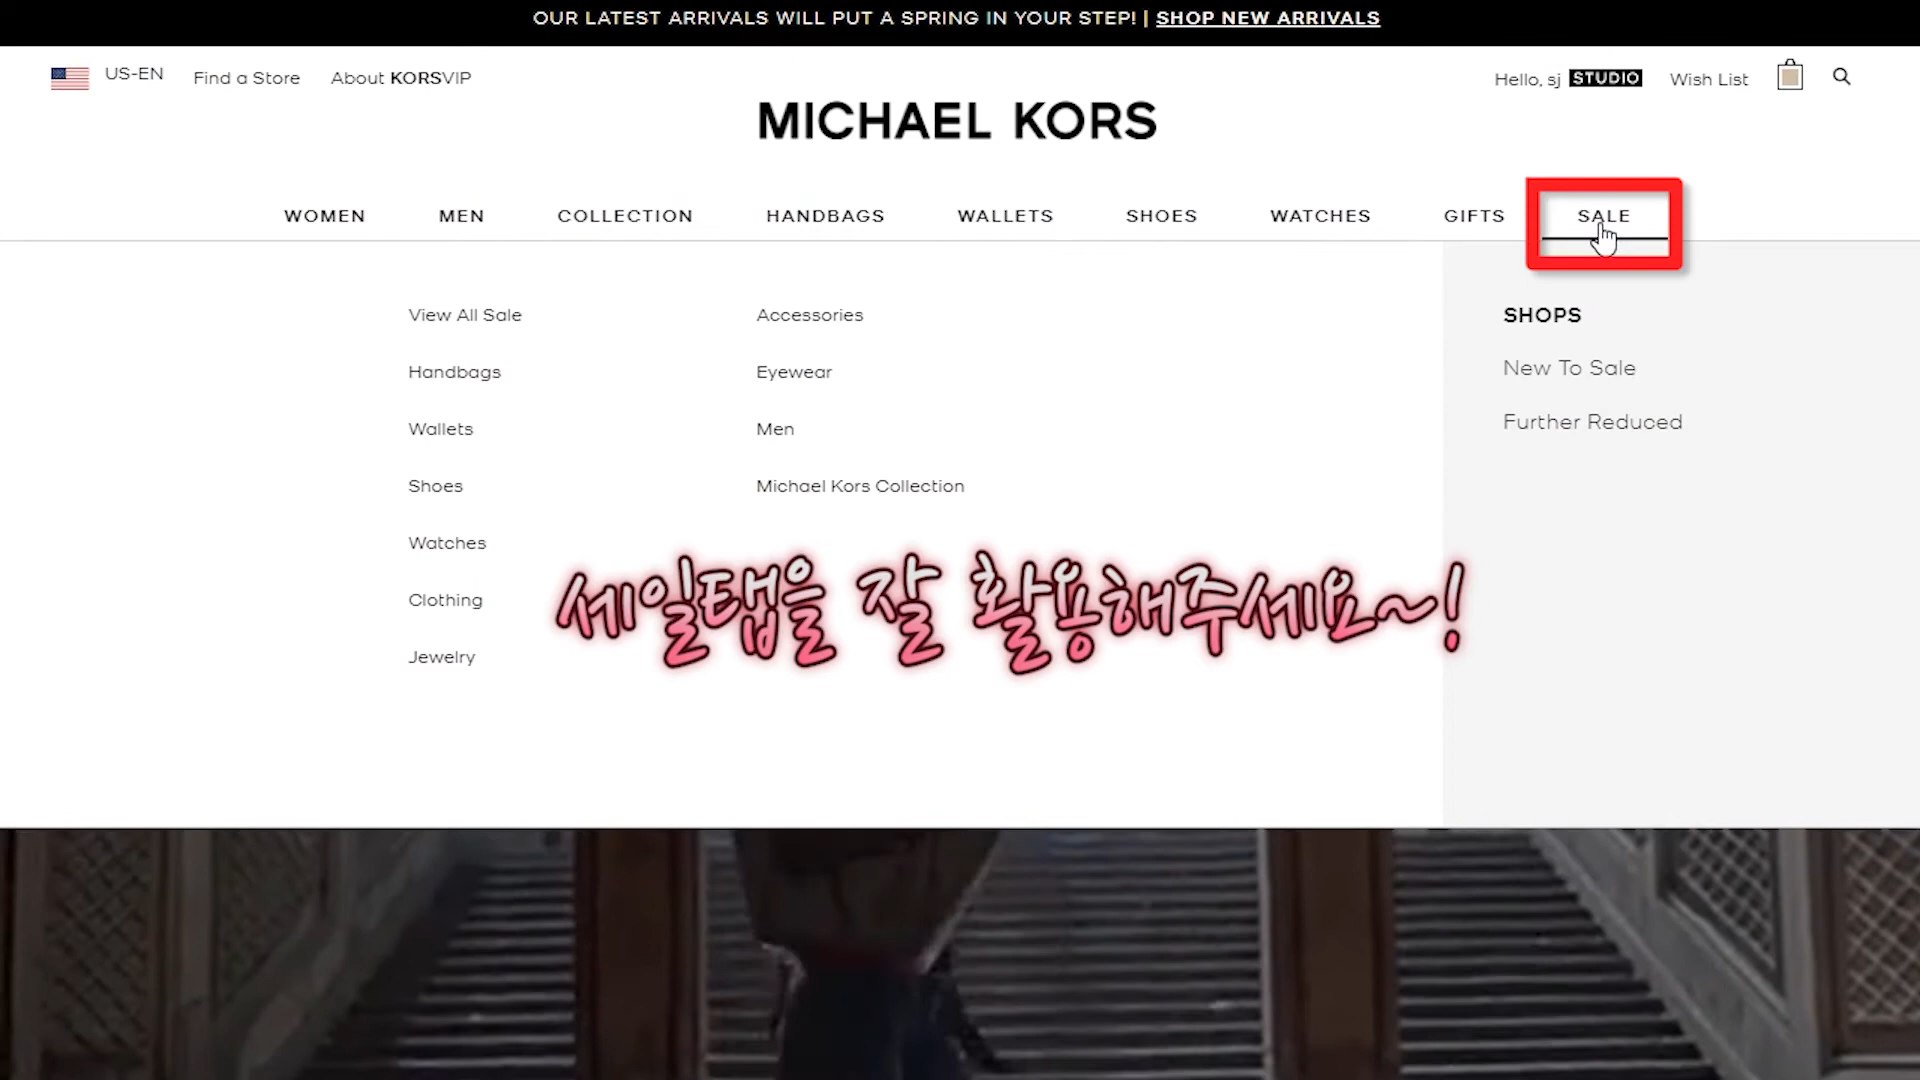 OUR LATEST ARRIVALS WILL PUT A SPRING IN YOUR STEP! | SHOP NEW ARRIVALS
US-EN Find a Store About KORSVIP
Hello, sj STUDIO Wish List
MICHAEL KORS
WOMEN MEN COLLECTION HANDBAGS WALLETS SHOES WATCHES GIFTS SALE
View All Sale
Handbags
Wallets
Shoes
Watches
Clothing
Jewelry
Accessories
Eyewear
Men
Michael Kors Collection
SHOPS
New To Sale
Further Reduced
세일탭을 잘 활용해주세요~!